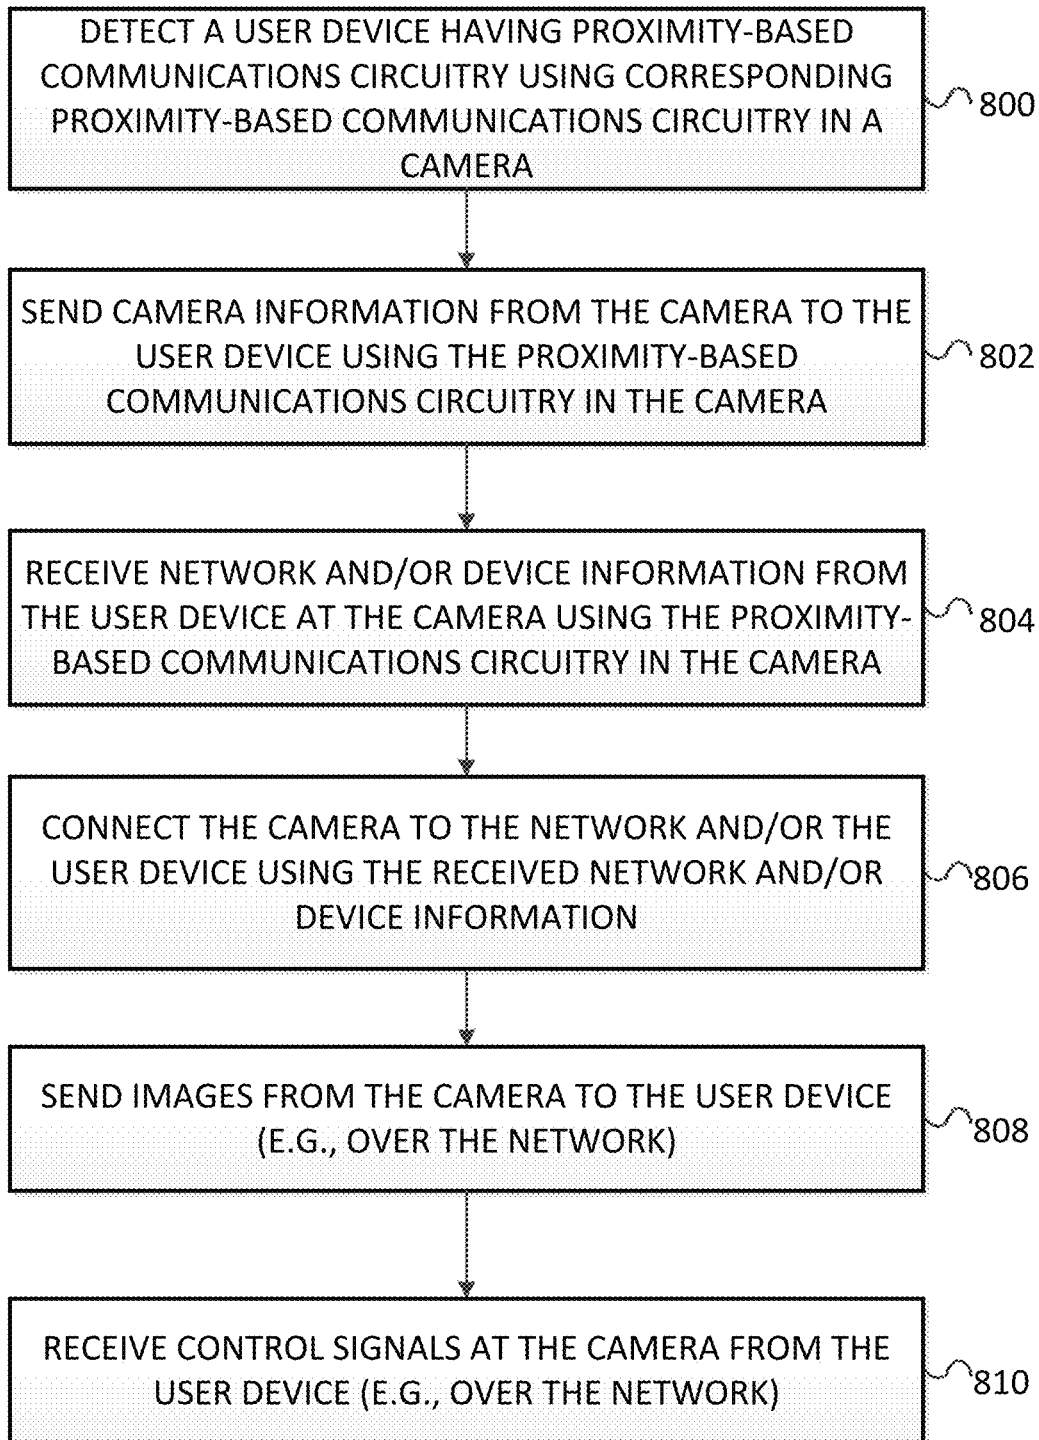 DETECT A USER DEVICE HAVING PROXIMITY-BASED
COMMUNICATIONS CIRCUITRY USING CORRESPONDING
PROXIMITY-BASED COMMUNICATIONS CIRCUITRY IN A
CAMERA
800
SEND CAMERA INFORMATION FROM THE CAMERA TO THE
USER DEVICE USING THE PROXIMITY-BASED
COMMUNICATIONS CIRCUITRY IN THE CAMERA
802
RECEIVE NETWORK AND/OR DEVICE INFORMATION FROM
THE USER DEVICE AT THE CAMERA USING THE PROXIMITY-
BASED COMMUNICATIONS CIRCUITRY IN THE CAMERA
804
CONNECT THE CAMERA TO THE NETWORK AND/OR THE
USER DEVICE USING THE RECEIVED NETWORK AND/OR
DEVICE INFORMATION
806
SEND IMAGES FROM THE CAMERA TO THE USER DEVICE
(E.G., OVER THE NETWORK)
808
RECEIVE CONTROL SIGNALS AT THE CAMERA FROM THE
USER DEVICE (E.G., OVER THE NETWORK)
810